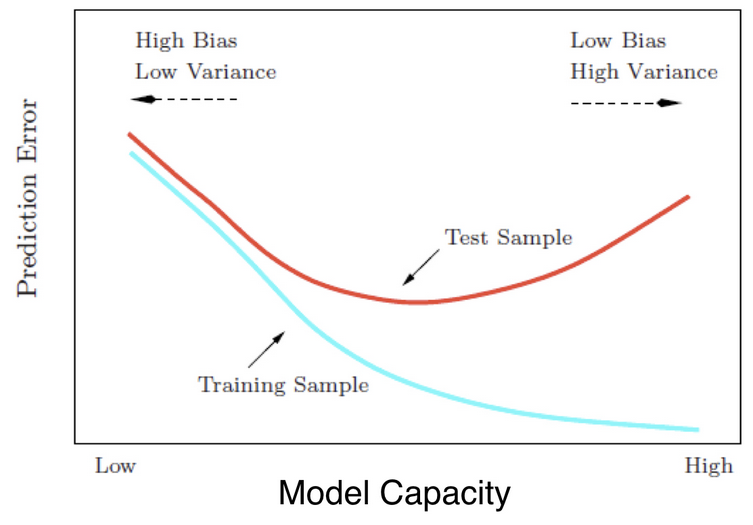 High Bias
Low Variance
Low Bias
High Variance
Prediction Error
Test Sample
Training Sample
Low
High
Model Capacity